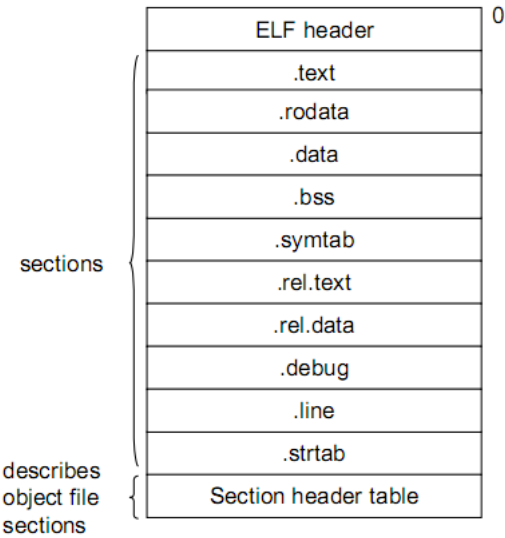 0
ELF header
.text
.rodata
.data
.bss
.symtab
sections
.rel.text
.rel.data
.debug
.line
.strtab
describes
object file
sections
Section header table